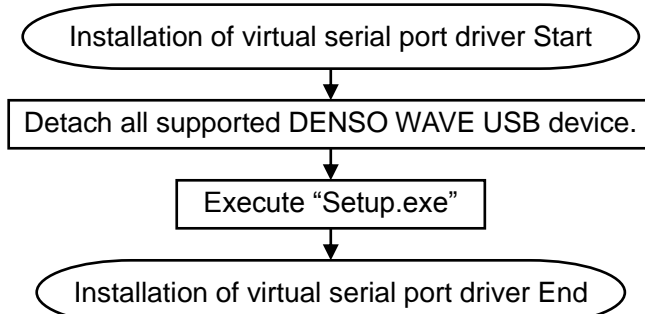 Installation of virtual serial port driver Start
Detach all supported DENSO WAVE USB device.
Execute “Setup.exe”
Installation of virtual serial port driver End